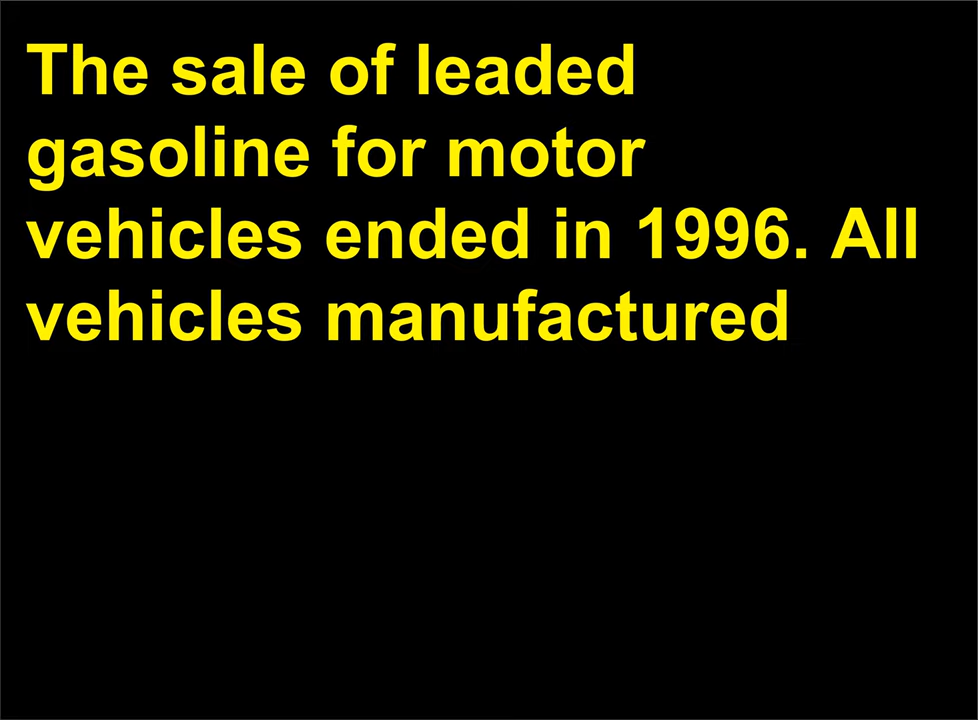 The sale of leaded
gasoline for motor
vehicles ended in 1996. All
vehicles manufactured